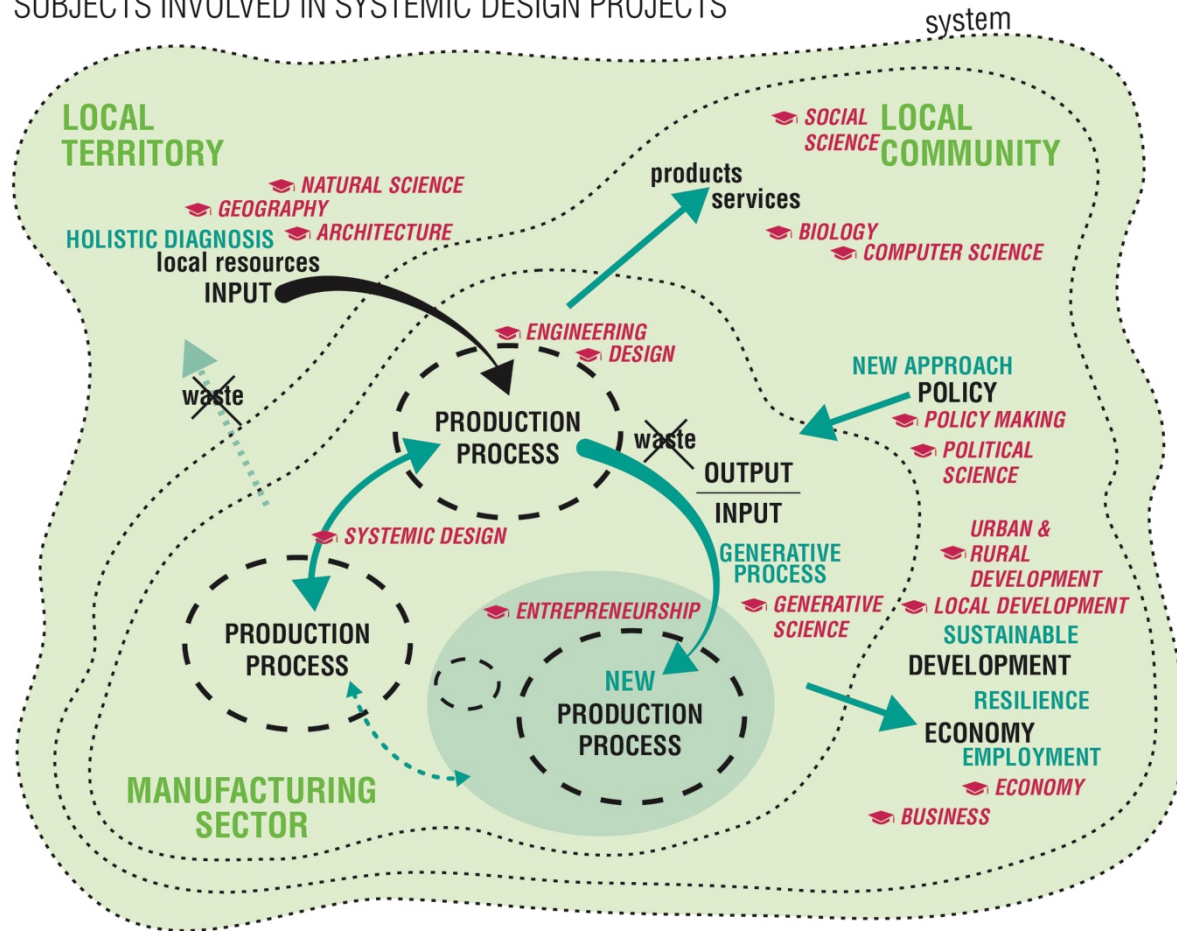 SUBJECTS INVOLVED IN SYSTEMIC DESIGN PROJECTS
system
LOCAL
TERRITORY
SOCIAL
SCIENCE
LOCAL
COMMUNITY
NATURAL SCIENCE
GEOGRAPHY
ARCHITECTURE
HOLISTIC DIAGNOSIS
local resources
INPUT
products
services
BIOLOGY
COMPUTER SCIENCE
ENGINEERING
DESIGN
waste
PRODUCTION
PROCESS
waste
OUTPUT
INPUT
NEW APPROACH
POLICY
POLICY MAKING
POLITICAL
SCIENCE
SYSTEMIC DESIGN
GENERATIVE
PROCESS
GENERATIVE
SCIENCE
URBAN &
RURAL
DEVELOPMENT
LOCAL DEVELOPMENT
SUSTAINABLE
DEVELOPMENT
RESILIENCE
ECONOMY
EMPLOYMENT
ECONOMY
BUSINESS
ENTREPRENEURSHIP
PRODUCTION
PROCESS
NEW
PRODUCTION
PROCESS
MANUFACTURING
SECTOR